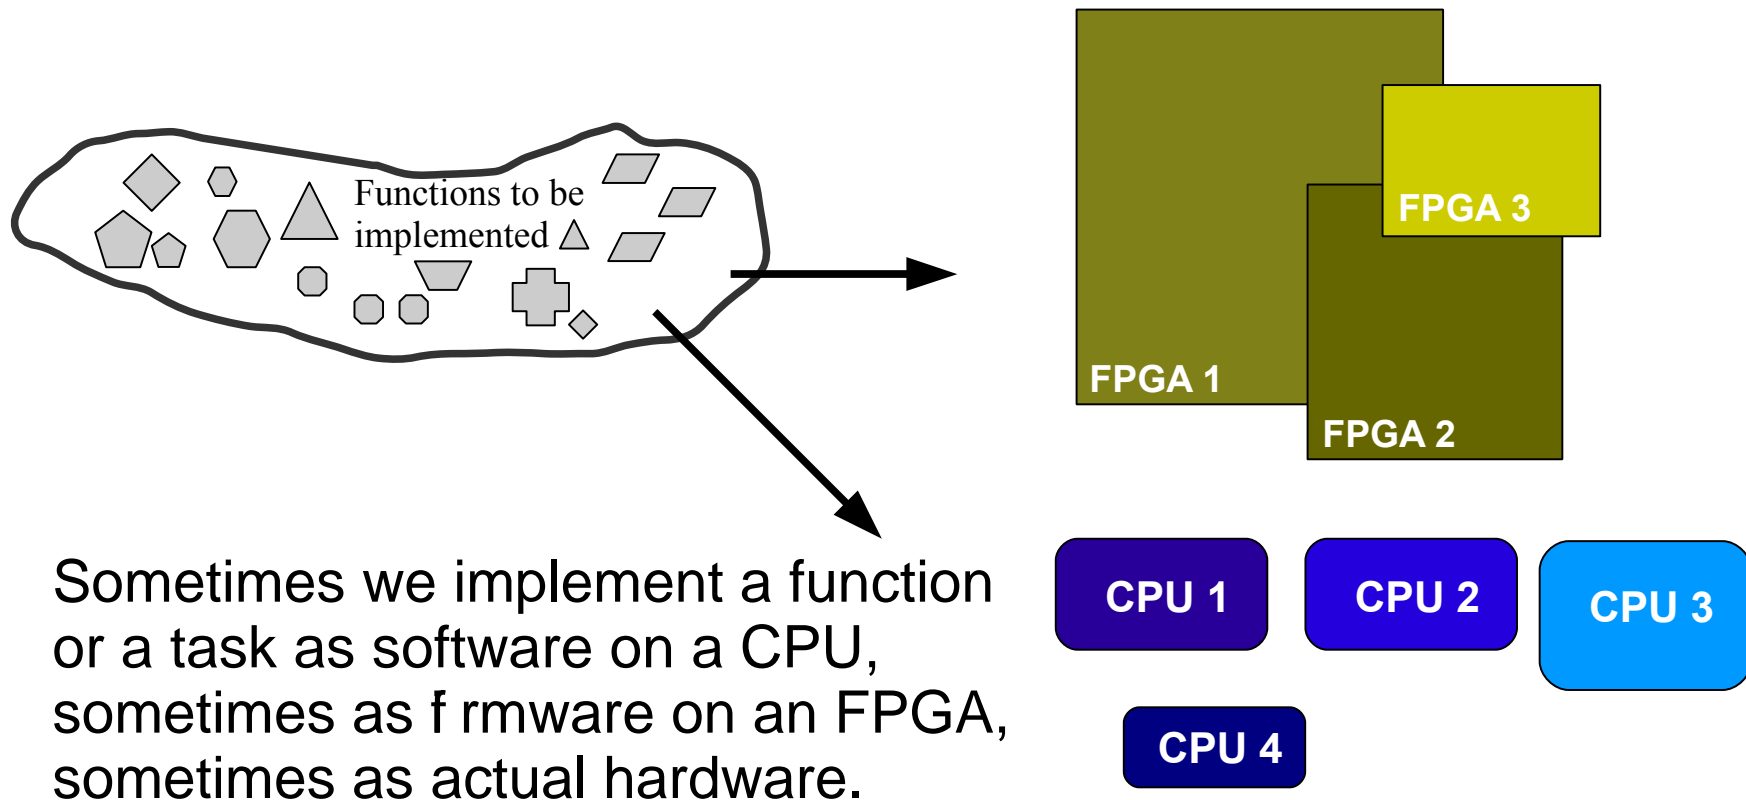 Functions to be
implemented
FPGA 3
FPGA 1
FPGA 2
Sometimes we implement a function
or a task as software on a CPU,
sometimes as f rmware on an FPGA,
sometimes as actual hardware.
CPU 1
CPU 2
CPU 3
CPU 4